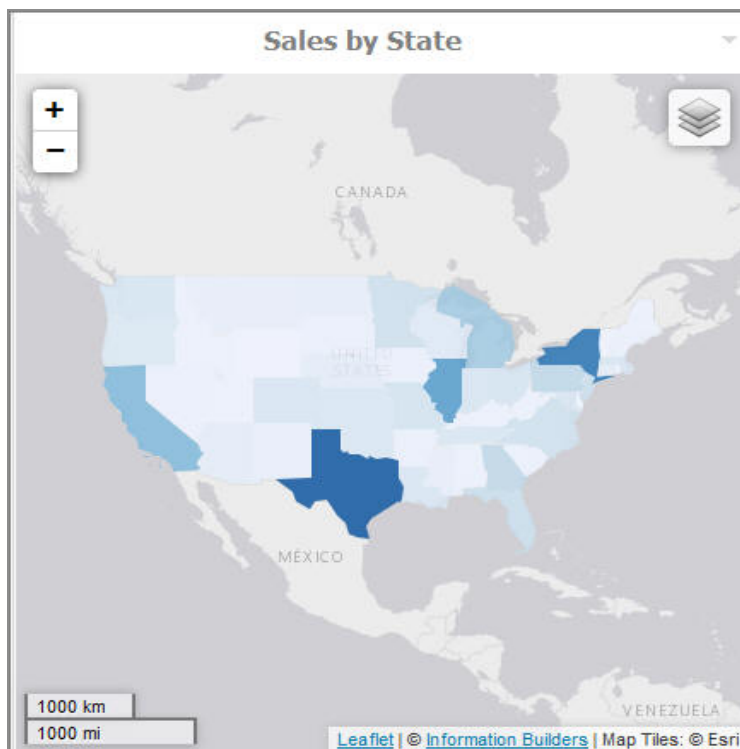 Sales by State
+
−
CANADA
UNITED
STATES
MÉXICO
1000 km
1000 mi
VENEZUELA
Leaflet | © Information Builders | Map Tiles: © Esri